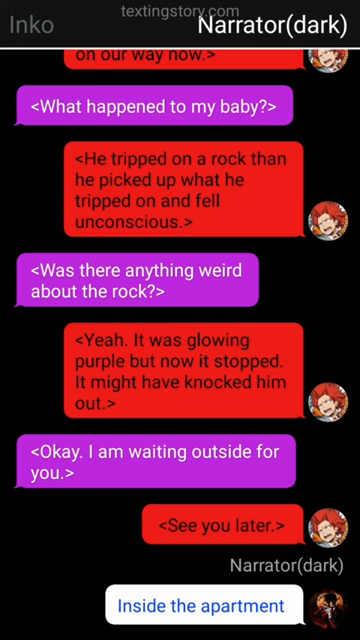 textingstory.com
Inko
Narrator(dark)
on our way now.>
<What happened to my baby?>
<He tripped on a rock than
he picked up what he
tripped on and fell
unconscious.>
<Was there anything weird
about the rock?>
<Yeah. It was glowing
purple but now it stopped.
It might have knocked him
out.>
<Okay. I am waiting outside for
you.>
<See you later.>
Narrator(dark)
Inside the apartment